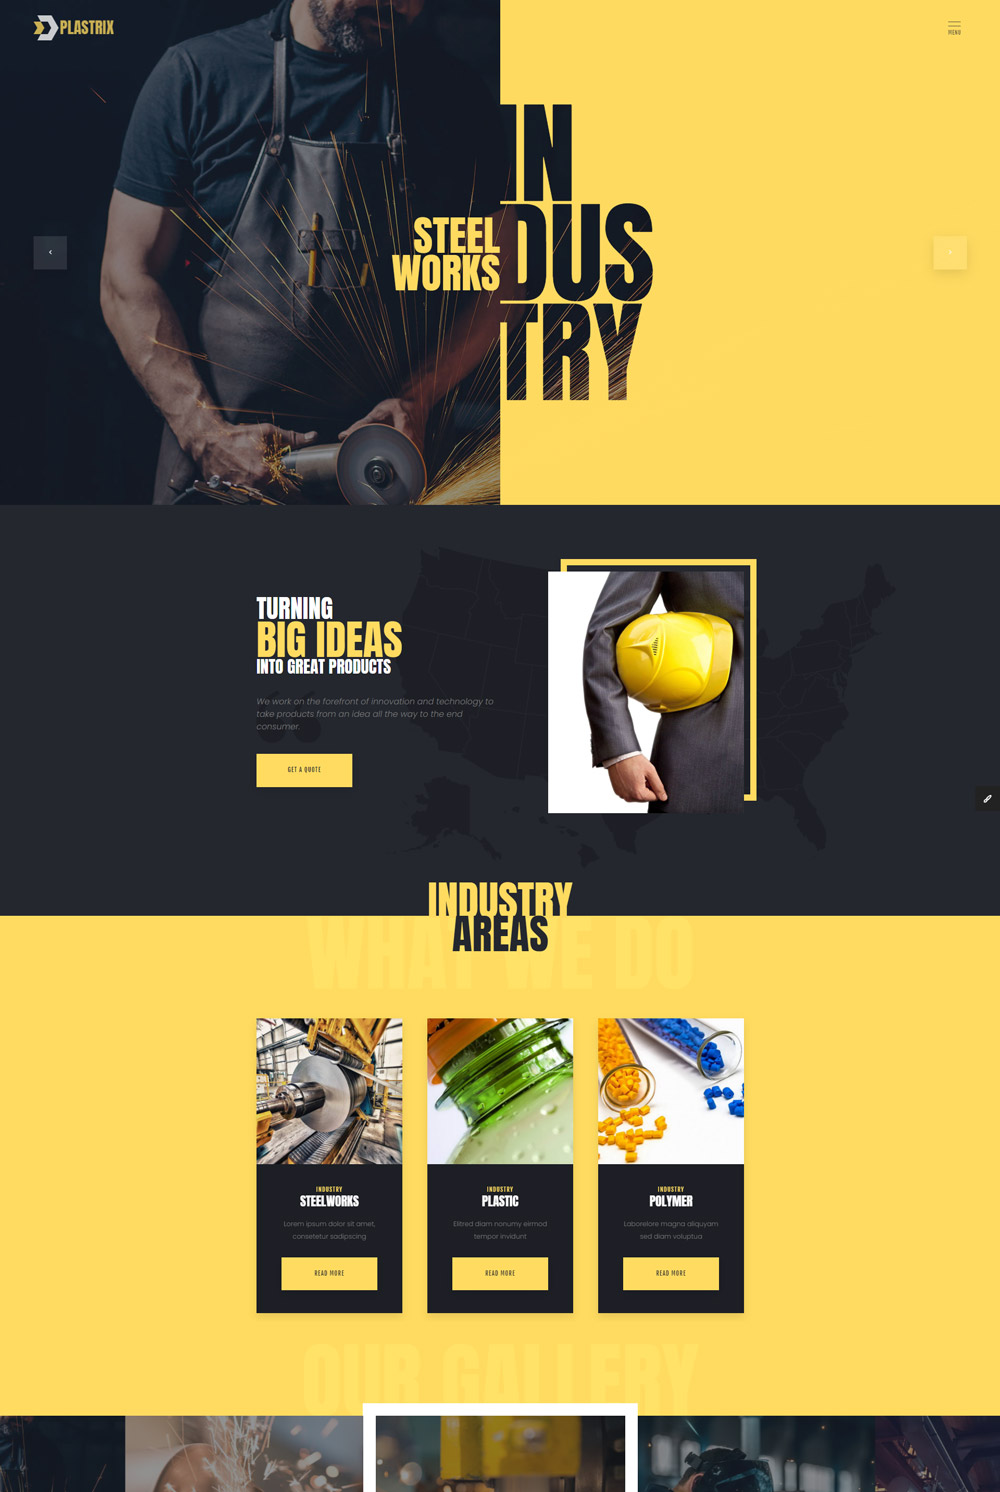 PLASTRIX
MENU
IN
DUS
TRY
STEEL
WORKS
TURNING
BIG IDEAS
INTO GREAT PRODUCTS
We work on the forefront of innovation and technology to
take products from an idea all the way to the end
consumer.
GET A QUOTE
INDUSTRY
AREAS
WHAT WE DO
INDUSTRY
STEELWORKS
Lorem ipsum dolor sit amet,
consetetur sadipscing
READ MORE
INDUSTRY
PLASTIC
Elitred diam nonumy eirmod
tempor invidunt
READ MORE
INDUSTRY
POLYMER
Laborelore magna aliquyam
sed diam voluptua
READ MORE
OUR GALLERY